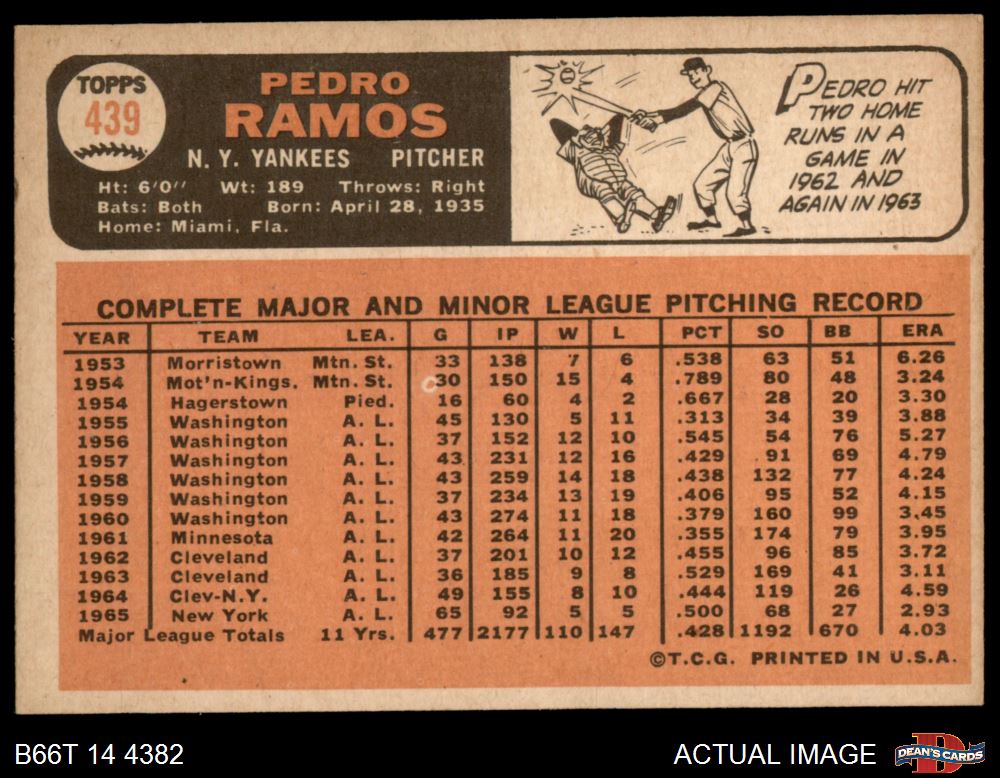 TOPPS
439
PEDRO
RAMOS
N. Y. YANKEES PITCHER
Ht: 6'0" Wt: 189 Throws: Right
Bats: Both Born: April 28, 1935
Home: Miami, Fla.
PEDRO HIT
TWO HOME
RUNS IN A
GAME IN
1962 AND
AGAIN IN 1963
COMPLETE MAJOR AND MINOR LEAGUE PITCHING RECORD
YEAR TEAM LEA. G IP W L PCT SO BB ERA
1953 Morristown Mtn. St. 33 138 7 6 .538 63 51 6.26
1954 Mot'n-Kings. Mtn. St. 30 150 15 4 .789 80 48 3.24
1954 Hagerstown Pied. 16 60 4 2 .667 28 20 3.30
1955 Washington A. L. 45 130 5 11 .313 34 39 3.88
1956 Washington A. L. 37 152 12 10 .545 54 76 5.27
1957 Washington A. L. 43 231 12 16 .429 91 69 4.79
1958 Washington A. L. 43 259 14 18 .438 132 77 4.24
1959 Washington A. L. 37 234 13 19 .406 95 52 4.15
1960 Washington A. L. 43 274 11 18 .379 160 99 3.45
1961 Minnesota A. L. 42 264 11 20 .355 174 79 3.95
1962 Cleveland A. L. 37 201 10 12 .455 96 85 3.72
1963 Cleveland A. L. 36 185 9 8 .529 169 41 3.11
1964 Clev-N.Y. A. L. 49 155 8 10 .444 119 26 4.59
1965 New York A. L. 65 92 5 5 .500 68 27 2.93
Major League Totals 11 Yrs. 477 2177 110 147 .428 1192 670 4.03
©T.C.G. PRINTED IN U.S.A.
B66T 14 4382
ACTUAL IMAGE
DEAN'S CARDS